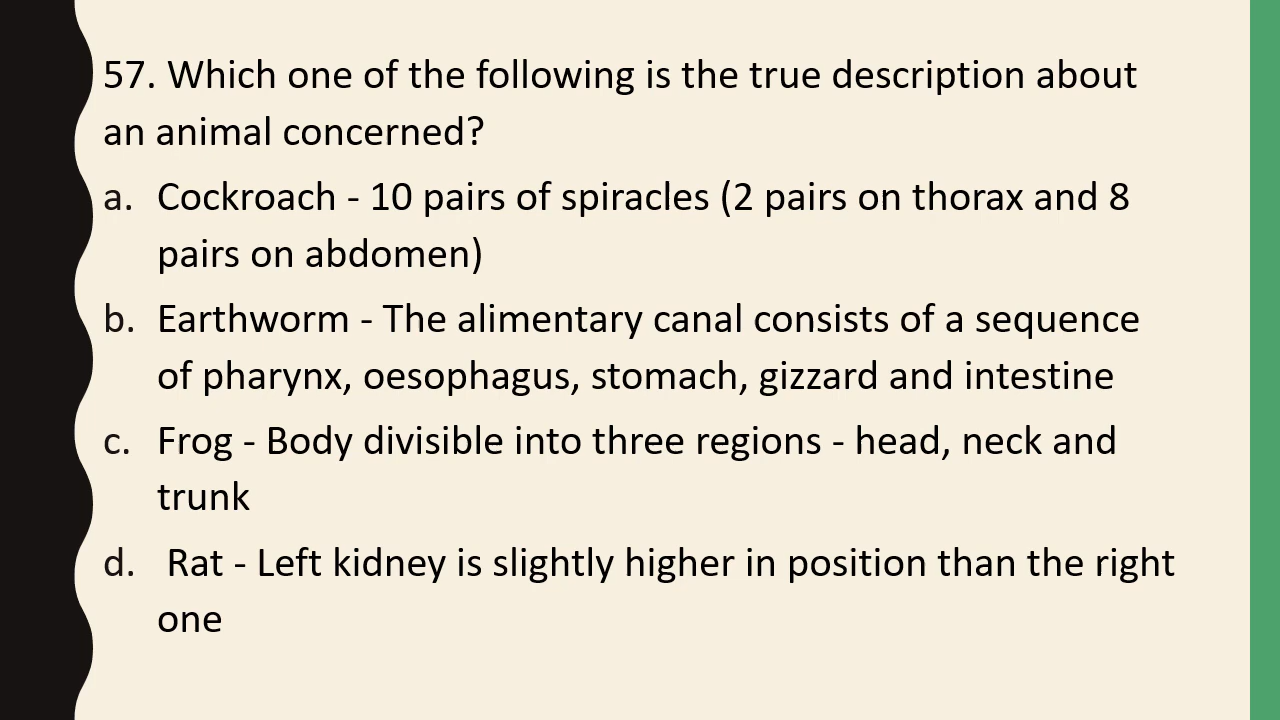 57. Which one of the following is the true description about
an animal concerned?
a. Cockroach - 10 pairs of spiracles (2 pairs on thorax and 8
pairs on abdomen)
b. Earthworm - The alimentary canal consists of a sequence
of pharynx, oesophagus, stomach, gizzard and intestine
c. Frog - Body divisible into three regions - head, neck and
trunk
d. Rat - Left kidney is slightly higher in position than the right
one